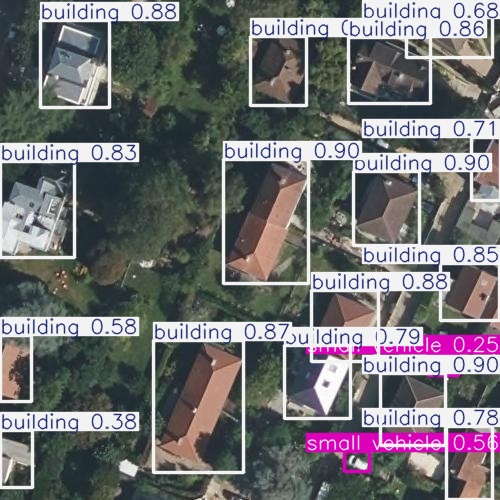 building 0.88
0.68
building
building 0.86
0.71
building 0.83
building 0.90
building 0.90
0.85
building 0.88
building 0.58
building 0.87
building 0.79
small vehicle 0.25
building 0.90
building 0.38
building 0.78
small vehicle 0.56